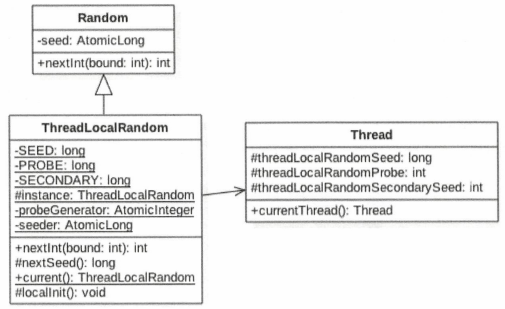 Random
-seed: AtomicLong
+nextInt(bound: int): int
ThreadLocalRandom
-SEED: long
-PROBE: long
-SECONDARY: long
#instance: ThreadLocalRandom
-probeGenerator: AtomicInteger
-seeder: AtomicLong
+nextInt(bound: int): int
#nextSeed(): long
+current(): ThreadLocalRandom
#localInit(): void
Thread
#threadLocalRandomSeed: long
#threadLocalRandomProbe: int
#threadLocalRandomSecondarySeed: int
+currentThread(): Thread